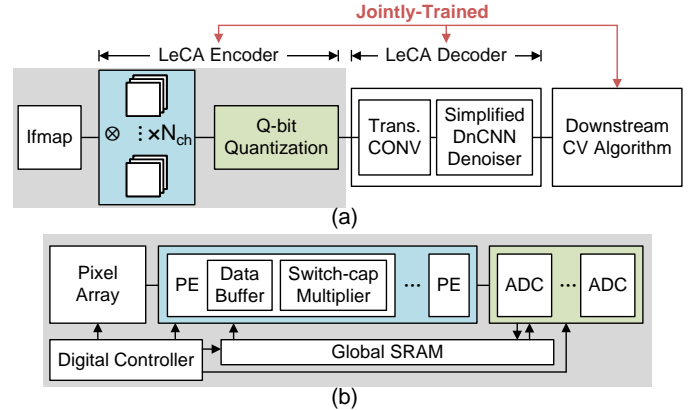 Jointly-Trained
LeCA Encoder
LeCA Decoder
Ifmap
⊗ ⋮ ×N_ch
Q-bit
Quantization
Trans.
CONV
Simplified
DnCNN
Denoiser
Downstream
CV Algorithm
(a)
Pixel
Array
PE
Data
Buffer
Switch-cap
Multiplier
... PE
ADC ... ADC
Digital Controller
Global SRAM
(b)